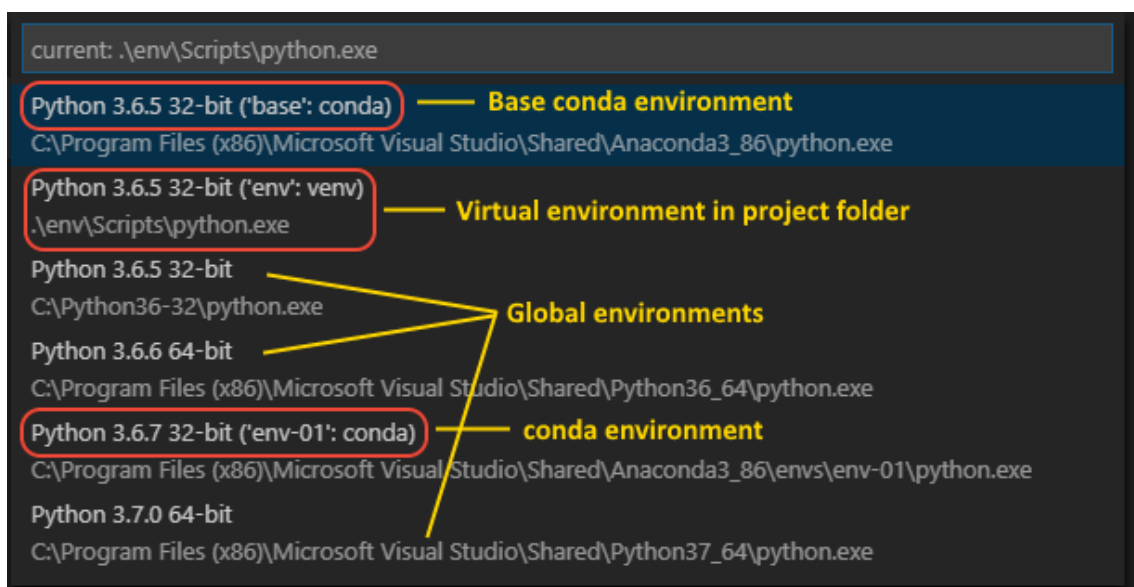 current: .\env\Scripts\python.exe
Python 3.6.5 32-bit ('base': conda) Base conda environment
C:\Program Files (x86)\Microsoft Visual Studio\Shared\Anaconda3_86\python.exe
Python 3.6.5 32-bit ('env': venv)
.\env\Scripts\python.exe
Virtual environment in project folder
Python 3.6.5 32-bit
C:\Python36-32\python.exe
Global environments
Python 3.6.6 64-bit
C:\Program Files (x86)\Microsoft Visual Studio\Shared\Python36_64\python.exe
Python 3.6.7 32-bit ('env-01': conda) conda environment
C:\Program Files (x86)\Microsoft Visual Studio\Shared\Anaconda3_86\envs\env-01\python.exe
Python 3.7.0 64-bit
C:\Program Files (x86)\Microsoft Visual Studio\Shared\Python37_64\python.exe